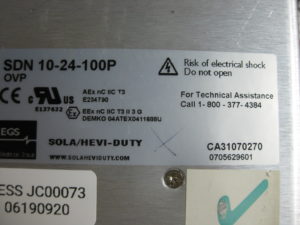 SDN 10-24-100P
OVP
Risk of electrical shock
Do not open
AEx nC IIC T3
E234790
E137632
EEx nC IIC T3 II 3 G
DEMKO 04ATEX0411688U
For Technical Assistance
Call 1- 800 - 377- 4384
EGS
SOLA/HEVI-DUTY
WWW.SOLAHEVIDUTY.COM
CA31070270
0705629601
ESS JC00073
06190920